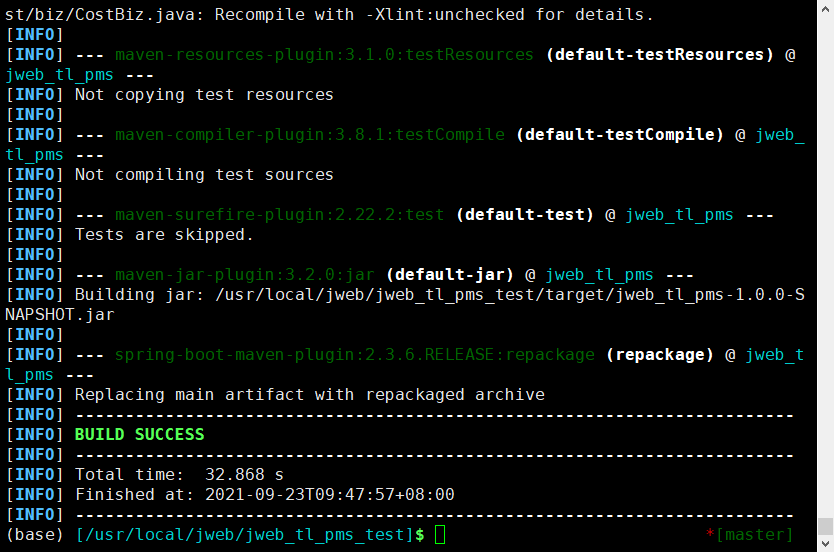 st/biz/CostBiz.java: Recompile with -Xlint:unchecked for details.
[INFO]
[INFO] --- maven-resources-plugin:3.1.0:testResources (default-testResources) @
jweb_tl_pms ---
[INFO] Not copying test resources
[INFO]
[INFO] --- maven-compiler-plugin:3.8.1:testCompile (default-testCompile) @ jweb_
tl_pms ---
[INFO] Not compiling test sources
[INFO]
[INFO] --- maven-surefire-plugin:2.22.2:test (default-test) @ jweb_tl_pms ---
[INFO] Tests are skipped.
[INFO]
[INFO] --- maven-jar-plugin:3.2.0:jar (default-jar) @ jweb_tl_pms ---
[INFO] Building jar: /usr/local/jweb/jweb_tl_pms_test/target/jweb_tl_pms-1.0.0-S
NAPSHOT.jar
[INFO]
[INFO] --- spring-boot-maven-plugin:2.3.6.RELEASE:repackage (repackage) @ jweb_t
l_pms ---
[INFO] Replacing main artifact with repackaged archive
[INFO] ------------------------------------------------------------------------
[INFO] BUILD SUCCESS
[INFO] ------------------------------------------------------------------------
[INFO] Total time:  32.868 s
[INFO] Finished at: 2021-09-23T09:47:57+08:00
[INFO] ------------------------------------------------------------------------
(base) [/usr/local/jweb/jweb_tl_pms_test]$ *[master]